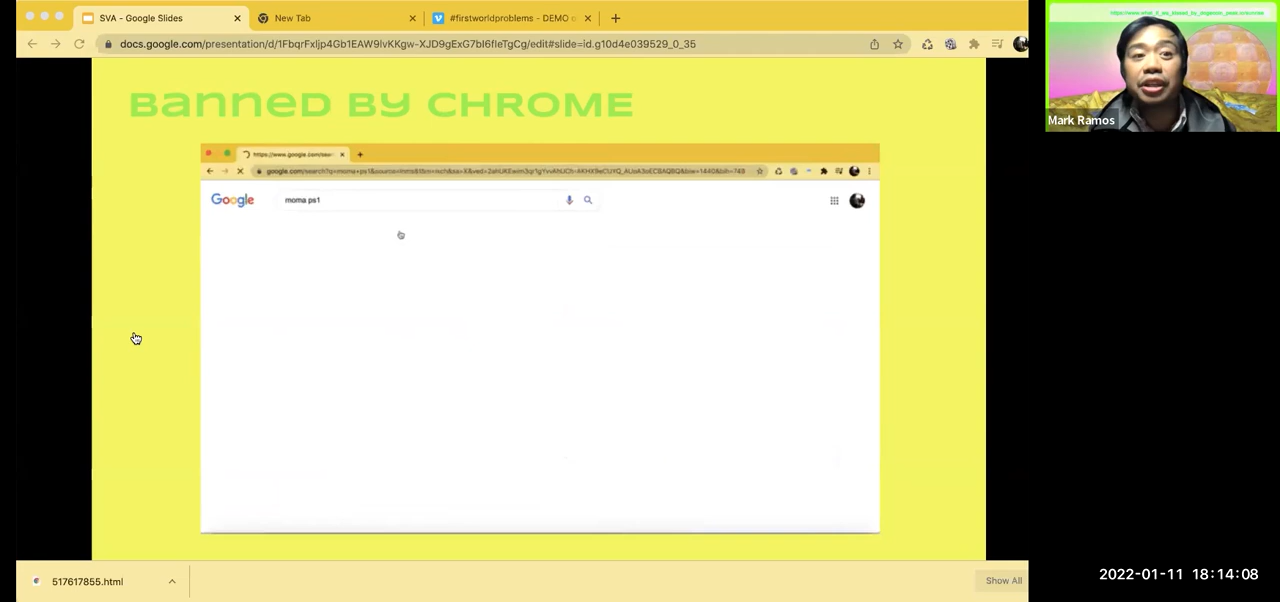 SVA - Google Slides
New Tab
#firstworldproblems - DEMO
docs.google.com/presentation/d/1FbqrFxljp4Gb1EAW9lvKKgw-XJD9gExG7bI6fleTgCg/edit#slide=id.g10d4e039529_0_35
Mark Ramos
Banned By CHROME
Google
moma ps1
517617855.html
Show All
2022-01-11 18:14:08